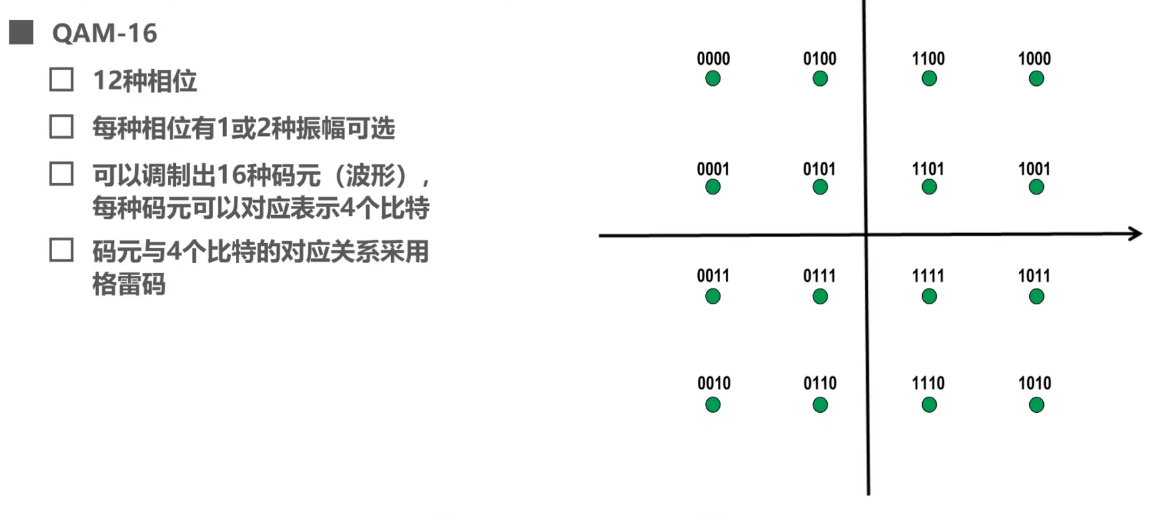 QAM-16
12种相位
每种相位有1或2种振幅可选
可以调制出16种码元（波形）,
每种码元可以对应表示4个比特
码元与4个比特的对应关系采用
格雷码
0000 0100 1100 1000
0001 0101 1101 1001
0011 0111 1111 1011
0010 0110 1110 1010